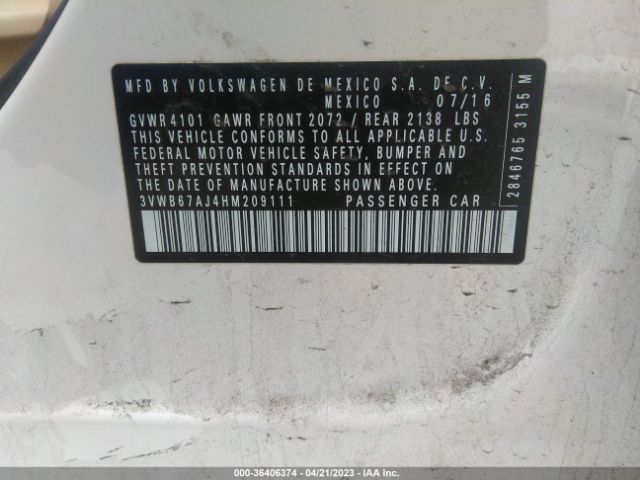 MFD BY VOLKSWAGEN DE MEXICO S.A. DE C.V.
MEXICO 07/16
GVWR 4101 GAWR FRONT 2072 / REAR 2138 LBS
THIS VEHICLE CONFORMS TO ALL APPLICABLE U.S.
FEDERAL MOTOR VEHICLE SAFETY, BUMPER AND
THEFT PREVENTION STANDARDS IN EFFECT ON
THE DATE OF MANUFACTURE SHOWN ABOVE.
3VWB67AJ4HM209111 PASSENGER CAR
2846765 3155 M
000-36406374 - 04/21/2023 - IAA Inc.